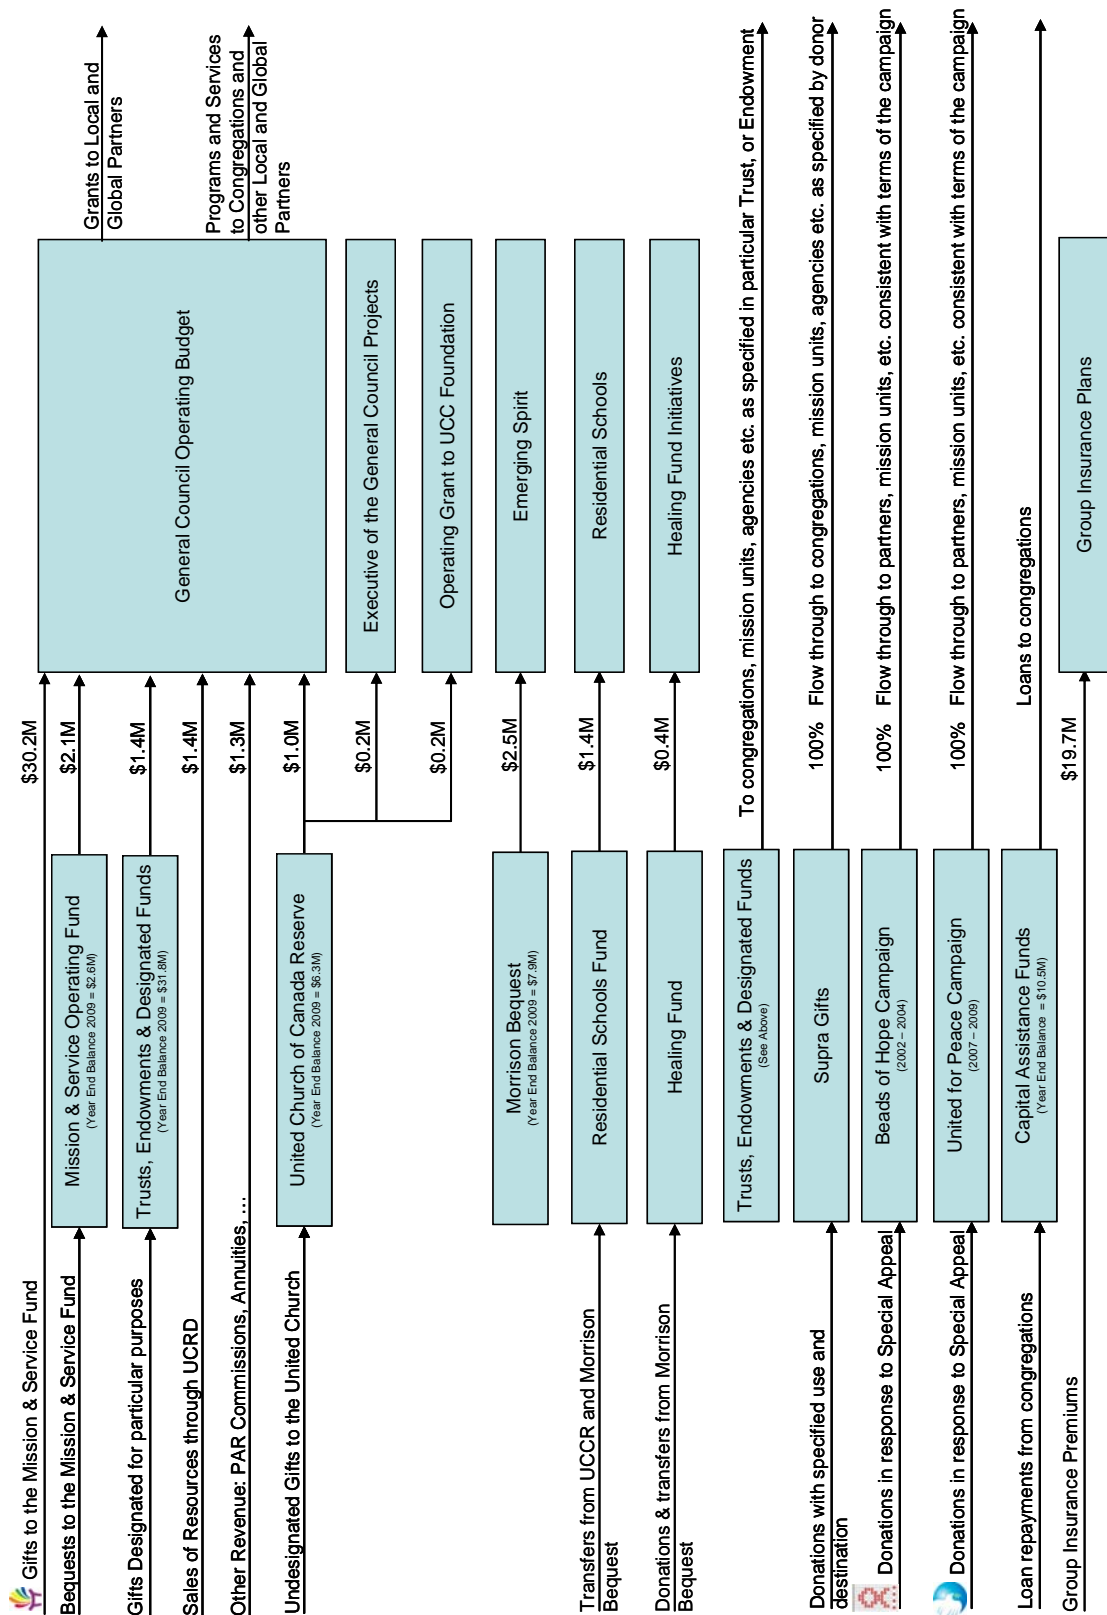 Gifts to the Mission & Service Fund
$30.2M
Bequests to the Mission & Service Fund
Mission & Service Operating Fund
(Year End Balance 2009 = $2.6M)
$2.1M
Gifts Designated for particular purposes
Trusts, Endowments & Designated Funds
(Year End Balance 2009 = $31.8M)
$1.4M
Sales of Resources through UCRD
$1.4M
Other Revenue: PAR Commissions, Annuities, …
$1.3M
Undesignated Gifts to the United Church
United Church of Canada Reserve
(Year End Balance 2009 = $6.3M)
$1.0M
General Council Operating Budget
Grants to Local and
Global Partners
Programs and Services
to Congregations and
other Local and Global
Partners
$0.2M
Executive of the General Council Projects
$0.2M
Operating Grant to UCC Foundation
Morrison Bequest
(Year End Balance 2009 = $7.9M)
$2.5M
Emerging Spirit
Transfers from UCCR and Morrison
Bequest
Residential Schools Fund
$1.4M
Residential Schools
Donations & transfers from Morrison
Bequest
Healing Fund
$0.4M
Healing Fund Initiatives
Trusts, Endowments & Designated Funds
(See Above)
To congregations, mission units, agencies etc. as specified in particular Trust, or Endowment
Donations with specified use and
destination
Supra Gifts
100% Flow through to congregations, mission units, agencies etc. as specified by donor
Donations in response to Special Appeal
Beads of Hope Campaign
(2002 – 2004)
100% Flow through to partners, mission units, etc. consistent with terms of the campaign
Donations in response to Special Appeal
United for Peace Campaign
(2007 – 2009)
100% Flow through to partners, mission units, etc. consistent with terms of the campaign
Loan repayments from congregations
Capital Assistance Funds
(Year End Balance = $10.5M)
Loans to congregations
Group Insurance Premiums
$19.7M
Group Insurance Plans